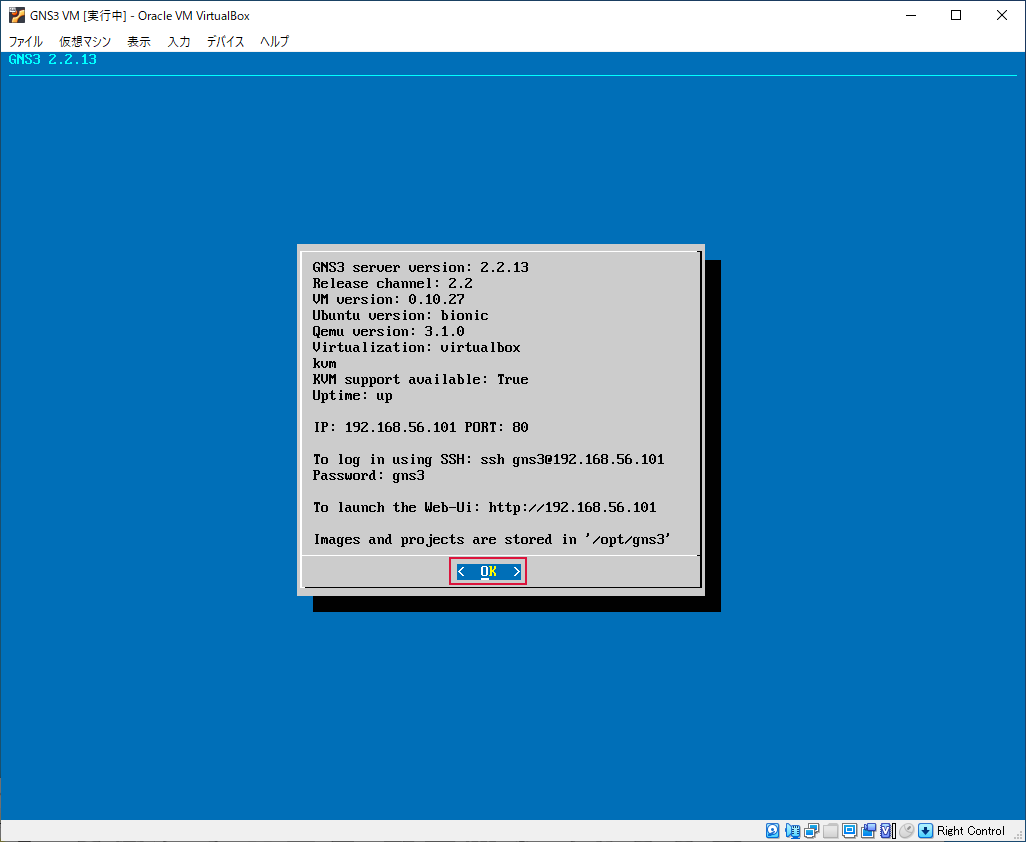 GNS3 VM [実行中] - Oracle VM VirtualBox
ファイル 仮想マシン 表示 入力 デバイス ヘルプ
GNS3 2.2.13
GNS3 server version: 2.2.13
Release channel: 2.2
VM version: 0.10.27
Ubuntu version: bionic
Qemu version: 3.1.0
Virtualization: virtualbox
kvm
KVM support available: True
Uptime: up
IP: 192.168.56.101 PORT: 80
To log in using SSH: ssh gns3@192.168.56.101
Password: gns3
To launch the Web-Ui: http://192.168.56.101
Images and projects are stored in '/opt/gns3'
< OK >
Right Control